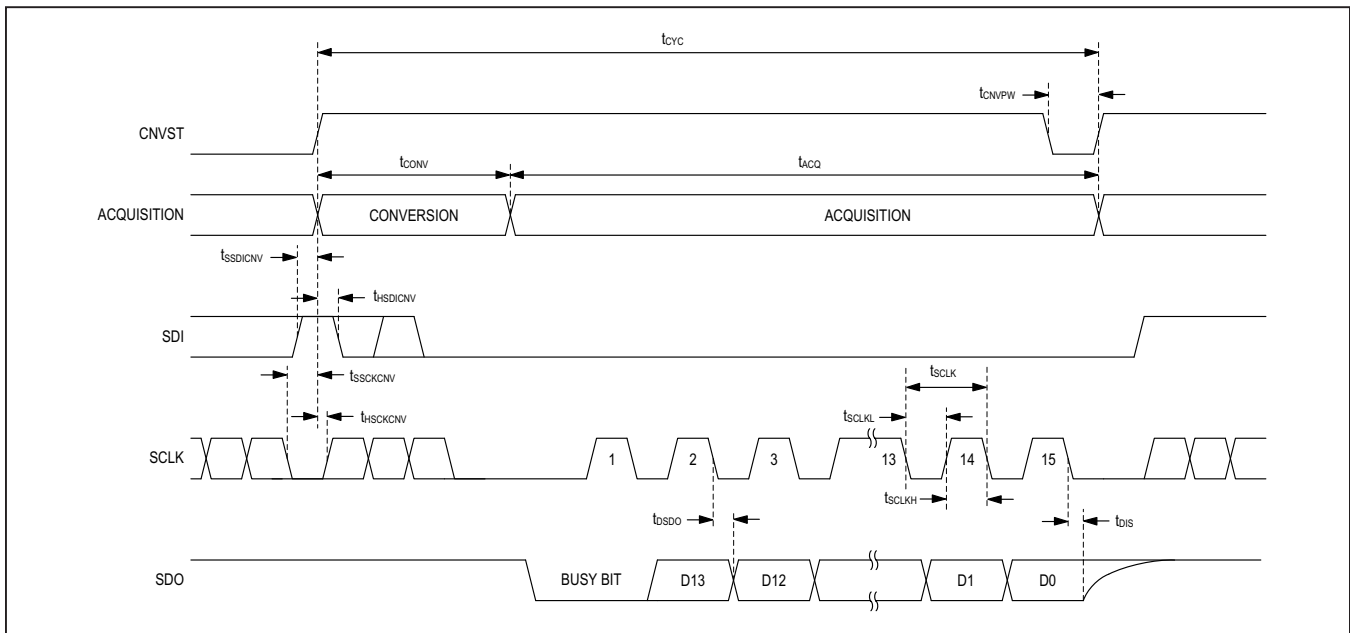 tCYC
tCNVPW
CNVST
tCONV
tACQ
ACQUISITION
CONVERSION
ACQUISITION
tSSDICNV
tHSDICNV
SDI
tSSCKCNV
tHSCKCNV
tSCLK
tSCLKL
SCLK
1
2
3
13
14
15
tSCLKH
tDSDO
tDIS
SDO
BUSY BIT
D13
D12
D1
D0